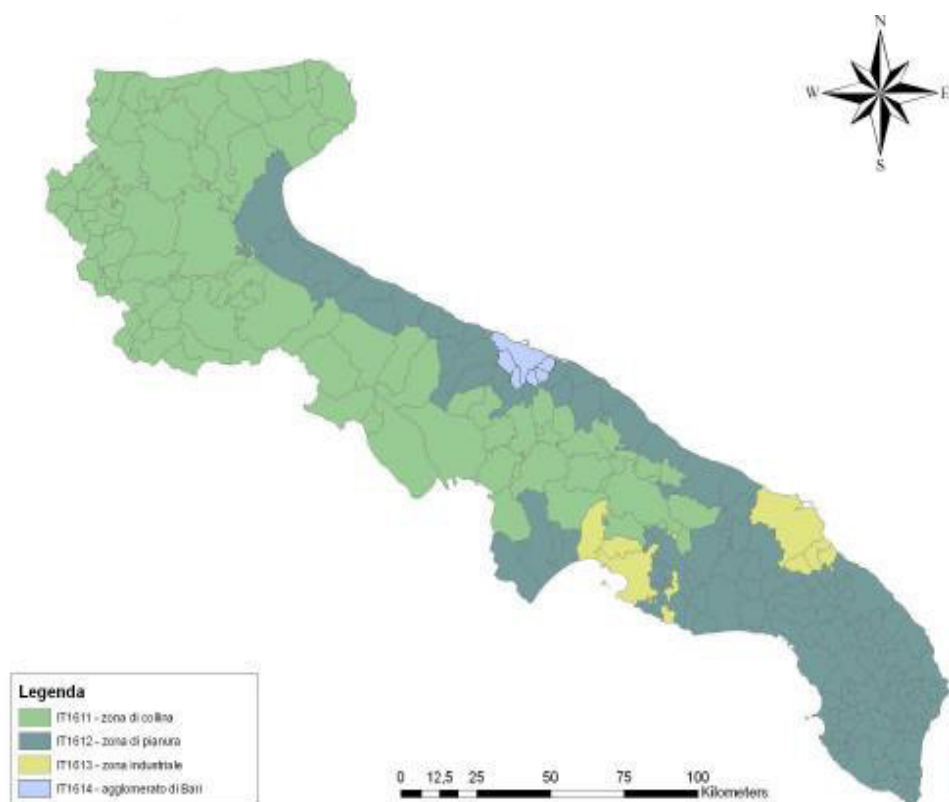 N
W E
S
Legenda
IT1611 - zona di collina
IT1612 - zona di pianura
IT1613 - zona industriale
IT1614 - agglomerato di Bari
0 12,5 25 50 75 100
Kilometers